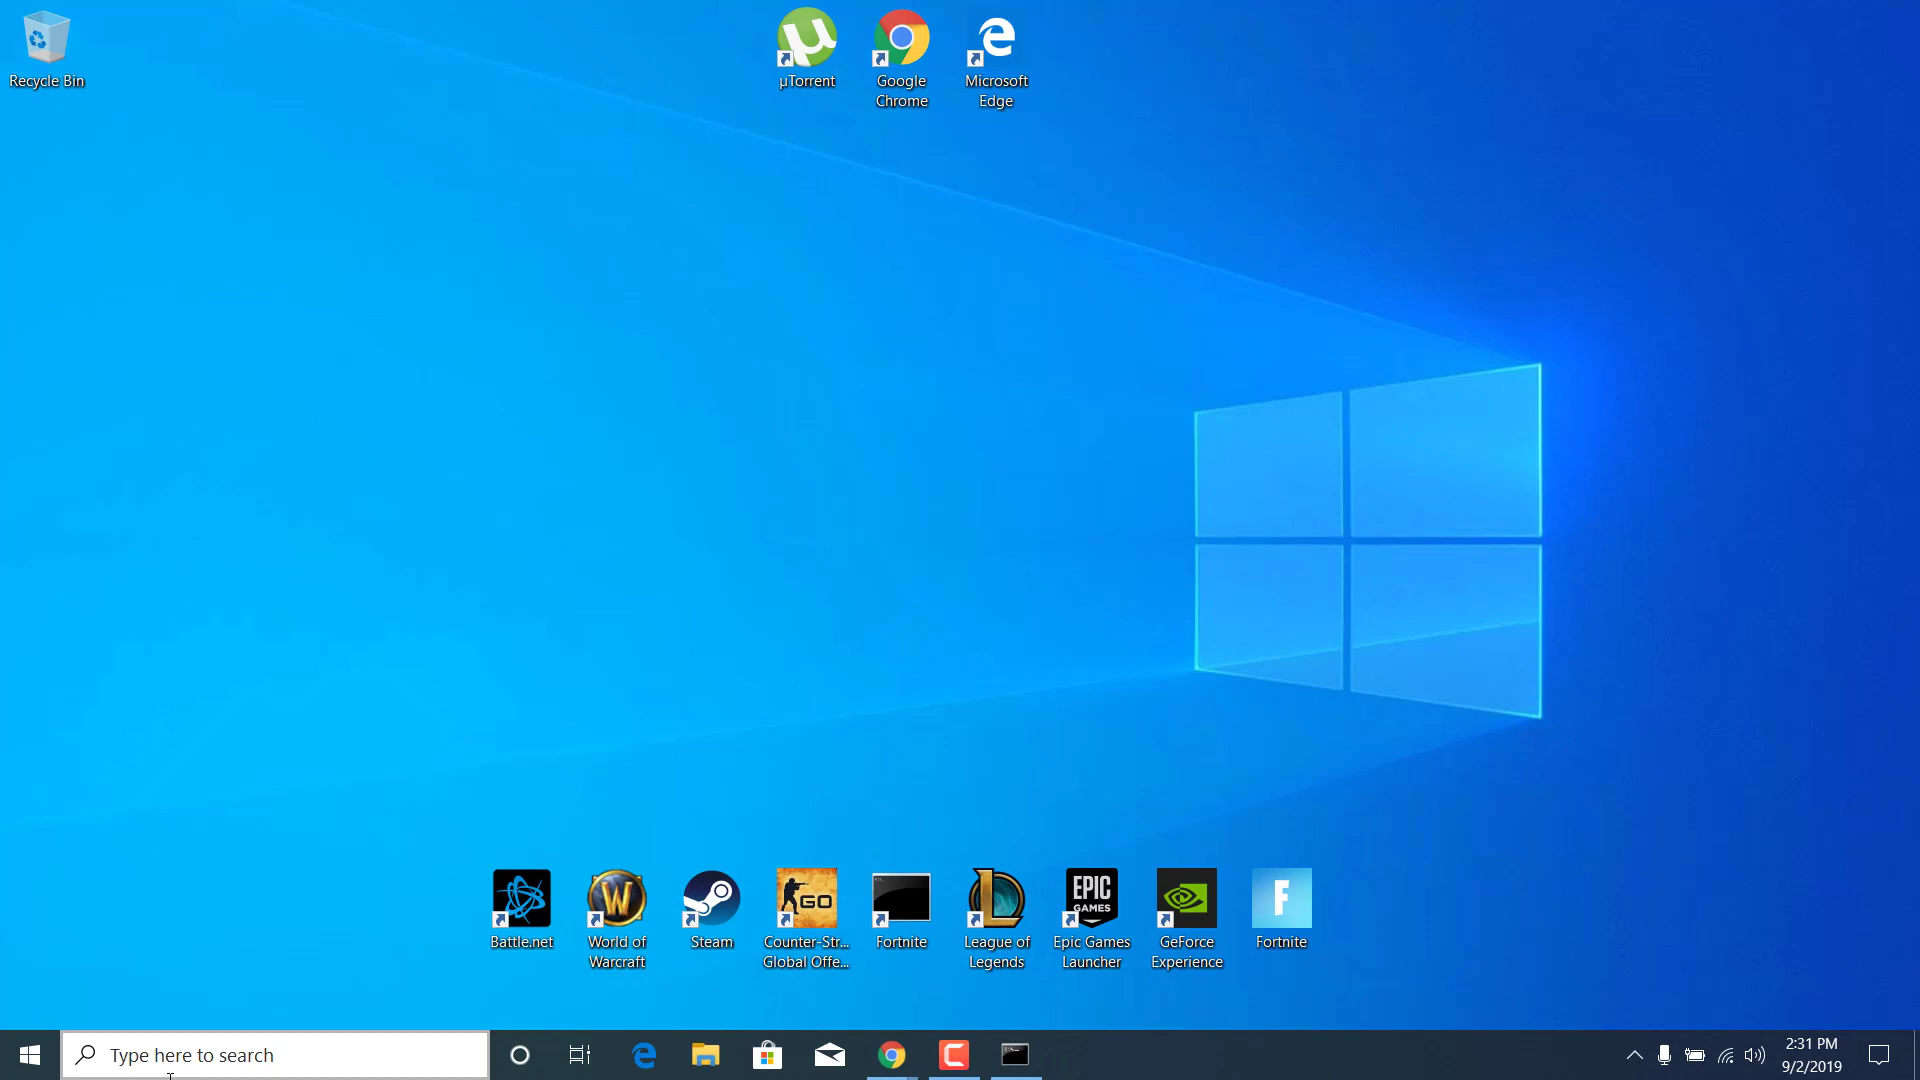 Recycle Bin
µTorrent
Google
Chrome
Microsoft
Edge
GO
EPIC
GAMES
F
Battle.net
World of
Warcraft
Steam
Counter-Str...
Global Offe...
Fortnite
League of
Legends
Epic Games
Launcher
GeForce
Experience
Fortnite
Type here to search
2:31 PM
9/2/2019